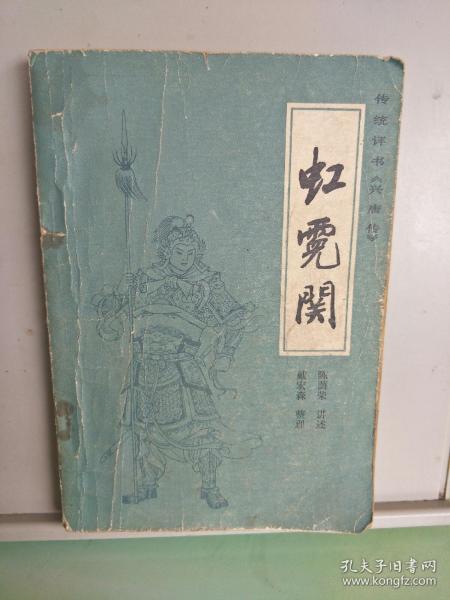 传统评书《兴唐传》
虹霓関
陈荫荣 讲述
戴宏森 整理
孔夫子旧书网
www.kongfz.com